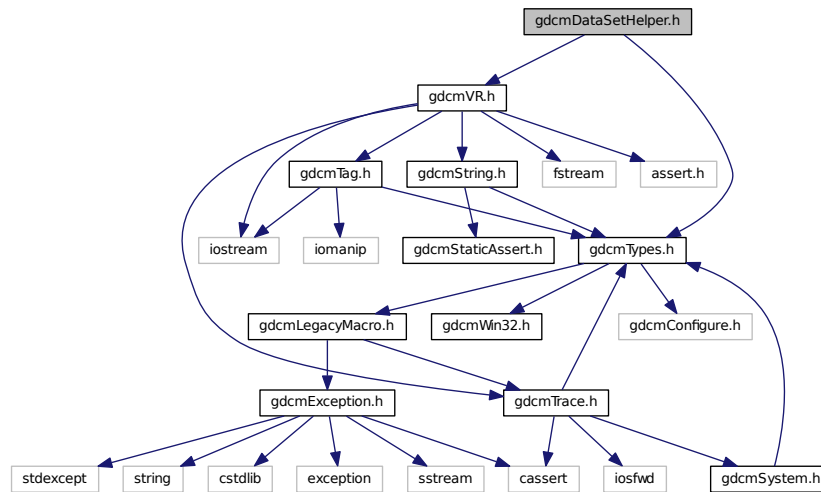 gdcmDataSetHelper.h
gdcmVR.h
gdcmTag.h
gdcmString.h
fstream
assert.h
iostream
iomanip
gdcmStaticAssert.h
gdcmTypes.h
gdcmLegacyMacro.h
gdcmWin32.h
gdcmConfigure.h
gdcmException.h
gdcmTrace.h
stdexcept
string
cstdlib
exception
sstream
cassert
iosfwd
gdcmSystem.h